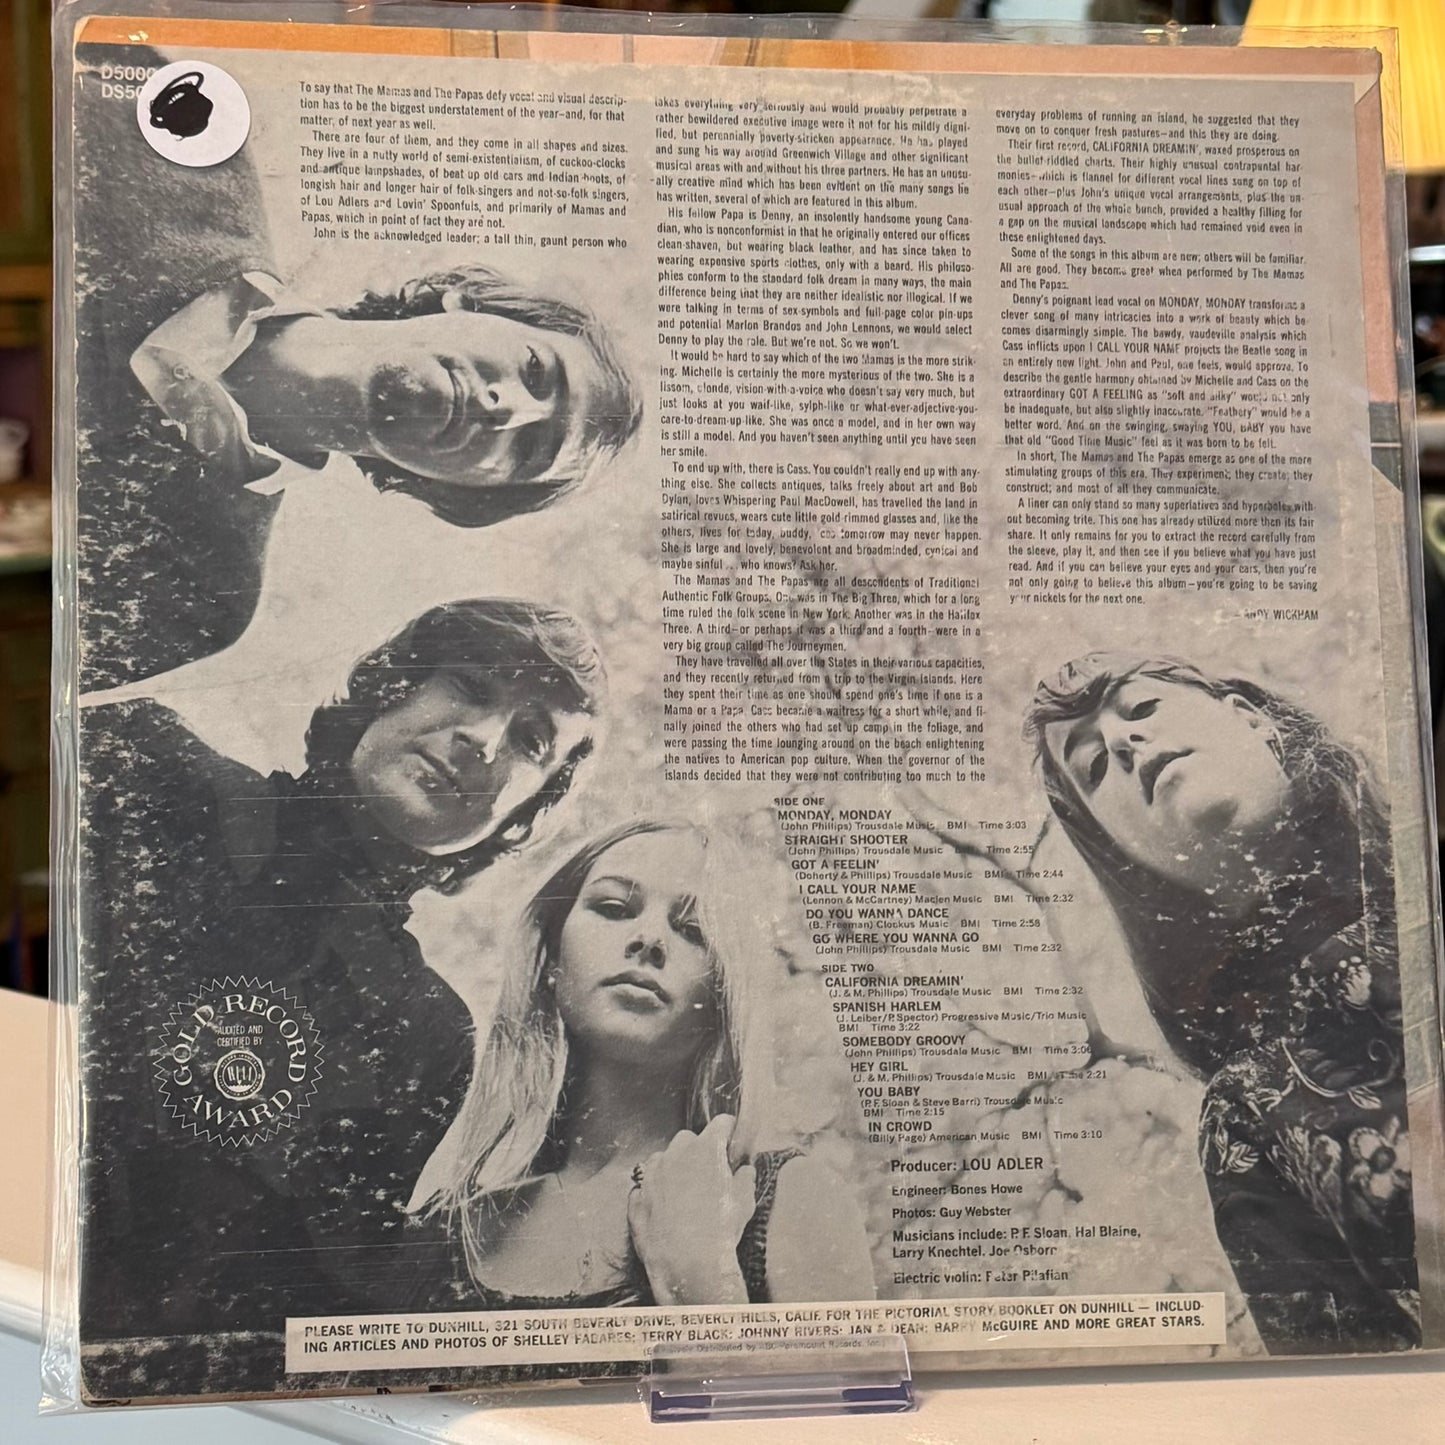 D500
DS50
To say that The Mamas and The Papas defy vocal and visual descrip-
tion has to be the biggest understatement of the year—and, for that
matter, of next year as well.
There are four of them, and they come in all shapes and sizes.
They live in a nutty world of semi-existentialism, of cuckoo-clocks
and antique lampshades, of beat up old cars and Indian boots, of
longish hair and longer hair of folk-singers and not-so-folk singers,
of Lou Adlers and Lovin' Spoonfuls, and primarily of Mamas and
Papas, which in point of fact they are not.
John is the acknowledged leader; a tall thin, gaunt person who
takes everything very seriously and would probably perpetrate a
rather bewildered executive image were it not for his mildly digni-
fied, but perennially poverty-stricken appearance. He has played
and sung his way around Greenwich Village and other significant
musical areas with and without his three partners. He has an unusu-
ally creative mind which has been evident on the many songs he
has written, several of which are featured in this album.
His fellow Papa is Denny, an insolently handsome young Cana-
dian, who is nonconformist in that he originally entered our offices
clean-shaven, but wearing black leather, and has since taken to
wearing expensive sports clothes, only with a beard. His philoso-
phies conform to the standard folk dream in many ways, the main
difference being that they are neither idealistic nor illogical. If we
were talking in terms of sex-symbols and full-page color pin-ups
and potential Marlon Brandos and John Lennons, we would select
Denny to play the role. But we're not. So we won't.
It would be hard to say which of the two Mamas is the more strik-
ing. Michelle is certainly the more mysterious of the two. She is a
lissom, blonde, vision-with-a-voice who doesn't say very much, but
just looks at you waif-like, sylph-like or what-ever-adjective-you-
care-to-dream-up-like. She was once a model, and in her own way
is still a model. And you haven't seen anything until you have seen
her smile.
To end up with, there is Cass. You couldn't really end up with any-
thing else. She collects antiques, talks freely about art and Bob
Dylan, loves Whispering Paul MacDowell, has travelled the land in
satirical revues, wears cute little gold-rimmed glasses and, like the
others, lives for today, buddy, 'cos tomorrow may never happen.
She is large and lovely, benevolent and broadminded, cynical and
maybe sinful . . . who knows? Ask her.
The Mamas and The Papas are all descendents of Traditional
Authentic Folk Groups. One was in The Big Three, which for a long
time ruled the folk scene in New York. Another was in the Halifax
Three. A third—or perhaps it was a third and a fourth—were in a
very big group called The Journeymen.
They have travelled all over the States in their various capacities,
and they recently returned from a trip to the Virgin Islands. Here
they spent their time as one should spend one's time if one is a
Mama or a Papa. Cass became a waitress for a short while, and fi-
nally joined the others who had set up camp in the foliage, and
were passing the time lounging around on the beach enlightening
the natives to American pop culture. When the governor of the
islands decided that they were not contributing too much to the
everyday problems of running an island, he suggested that they
move on to conquer fresh pastures—and this they are doing.
Their first record, CALIFORNIA DREAMIN', waxed prosperous on
the bullet-riddled charts. Their highly unusual contrapuntal har-
monies—which is flannel for different vocal lines sung on top of
each other—plus John's unique vocal arrangements, plus the un-
usual approach of the whole bunch, provided a healthy filling for
a gap on the musical landscape which had remained void even in
these enlightened days.
Some of the songs in this album are new; others will be familiar.
All are good. They become great when performed by The Mamas
and The Papas.
Denny's poignant lead vocal on MONDAY, MONDAY transforms a
clever song of many intricacies into a work of beauty which be-
comes disarmingly simple. The bawdy, vaudeville analysis which
Cass inflicts upon I CALL YOUR NAME projects the Beatle song in
an entirely new light. John and Paul, one feels, would approve. To
describe the gentle harmony obtained by Michelle and Cass on the
extraordinary GOT A FEELING as "soft and silky" would not only
be inadequate, but also slightly inaccurate. "Feathery" would be a
better word. And on the swinging, swaying YOU, BABY you have
that old "Good Time Music" feel as it was born to be felt.
In short, The Mamas and The Papas emerge as one of the more
stimulating groups of this era. They experiment; they create; they
construct; and most of all they communicate.
A liner can only stand so many superlatives and hyperboles with-
out becoming trite. This one has already utilized more then its fair
share. It only remains for you to extract the record carefully from
the sleeve, play it, and then see if you believe what you have just
read. And if you can believe your eyes and your ears, then you're
not only going to believe this album—you're going to be saving
your nickels for the next one.
— ANDY WICKHAM
SIDE ONE
MONDAY, MONDAY
(John Phillips) Trousdale Music BMI Time 3:03
STRAIGHT SHOOTER
(John Phillips) Trousdale Music BMI Time 2:55
GOT A FEELIN'
(Doherty & Phillips) Trousdale Music BMI Time 2:44
I CALL YOUR NAME
(Lennon & McCartney) Maclen Music BMI Time 2:32
DO YOU WANNA DANCE
(B. Freeman) Clockus Music BMI Time 2:58
GO WHERE YOU WANNA GO
(John Phillips) Trousdale Music BMI Time 2:32
SIDE TWO
CALIFORNIA DREAMIN'
(J. & M. Phillips) Trousdale Music BMI Time 2:32
SPANISH HARLEM
(J. Leiber/P. Spector) Progressive Music/Trio Music
BMI Time 3:22
SOMEBODY GROOVY
(John Phillips) Trousdale Music BMI Time 3:06
HEY GIRL
(J. & M. Phillips) Trousdale Music BMI Time 2:21
YOU BABY
(P. F. Sloan & Steve Barri) Trousdale Music
BMI Time 2:15
IN CROWD
(Billy Page) American Music BMI Time 3:10
Producer: LOU ADLER
Engineer: Bones Howe
Photos: Guy Webster
Musicians include: P. F. Sloan, Hal Blaine,
Larry Knechtel, Joe Osborn
Electric violin: Peter Pilafian
GOLD RECORD
AUDITED AND
CERTIFIED BY
RIAA
AWARD
PLEASE WRITE TO DUNHILL, 321 SOUTH BEVERLY DRIVE, BEVERLY HILLS, CALIF. FOR THE PICTORIAL STORY BOOKLET ON DUNHILL — INCLUD-
ING ARTICLES AND PHOTOS OF SHELLEY FABARES; TERRY BLACK; JOHNNY RIVERS; JAN & DEAN; BARRY McGUIRE AND MORE GREAT STARS.
(Exclusively Distributed by ABC-Paramount Records, Inc.)